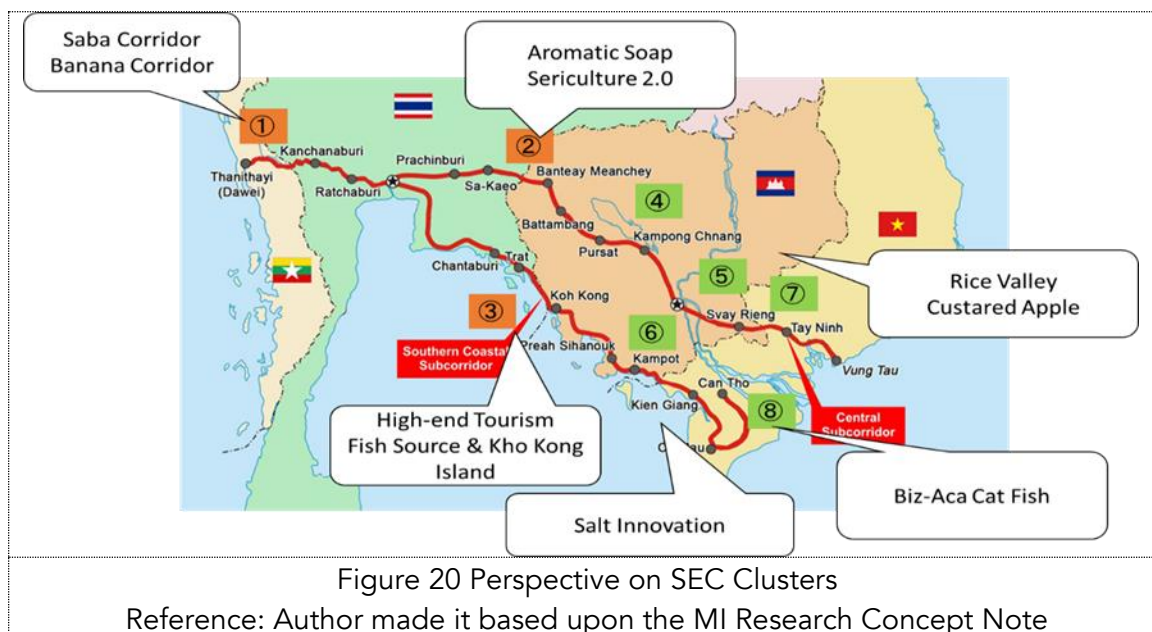 Saba Corridor
Banana Corridor
Aromatic Soap
Sericulture 2.0
①
②
Kanchanaburi
Prachinburi
Thanithayi
(Dawei)
Ratchaburi
Sa-Kaeo
Banteay Meanchey
④
Battambang
Kampong Chnang
Pursat
Chantaburi
Trat
⑤
⑦
Rice Valley
Custared Apple
③
Koh Kong
Svay Rieng
Tay Ninh
⑥
Southern Coastal
Subcorridor
Preah Sihanouk
Kampot
Vung Tau
Can Tho
Kien Giang
⑧
Central
Subcorridor
High-end Tourism
Fish Source & Kho Kong
Island
Biz-Aca Cat Fish
Salt Innovation
Figure 20 Perspective on SEC Clusters
Reference: Author made it based upon the MI Research Concept Note